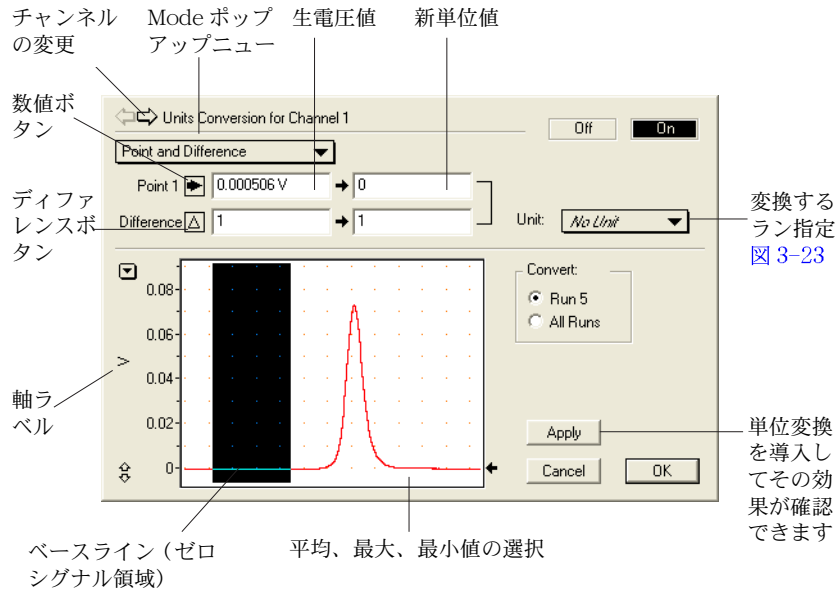 チャンネル
の変更
Mode ポップ
アップニュー
生電圧値
新単位値
数値ボ
タン
ディファ
レンスボ
タン
軸ラ
ベル
Units Conversion for Channel 1
Off
On
Point and Difference
Point 1
0.000506 V
0
Difference
1
1
Unit:
No Unit
0.08
0.06
0.04
0.02
0
V
Convert:
Run 5
All Runs
Apply
Cancel
OK
変換する
ラン指定
図 3-23
単位変換
を導入し
てその効
果が確認
できます
ベースライン (ゼロ
シグナル領域)
平均、最大、最小値の選択